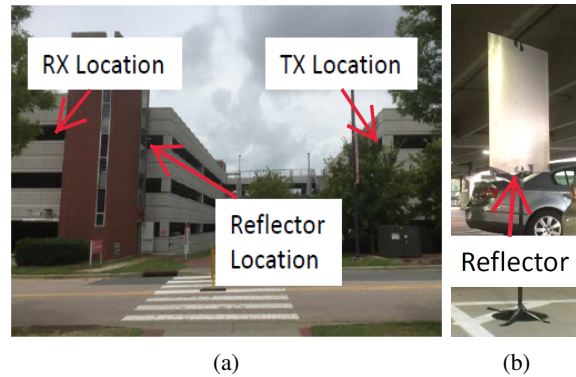 RX Location
TX Location
Reflector
Location
Reflector
(a)
(b)